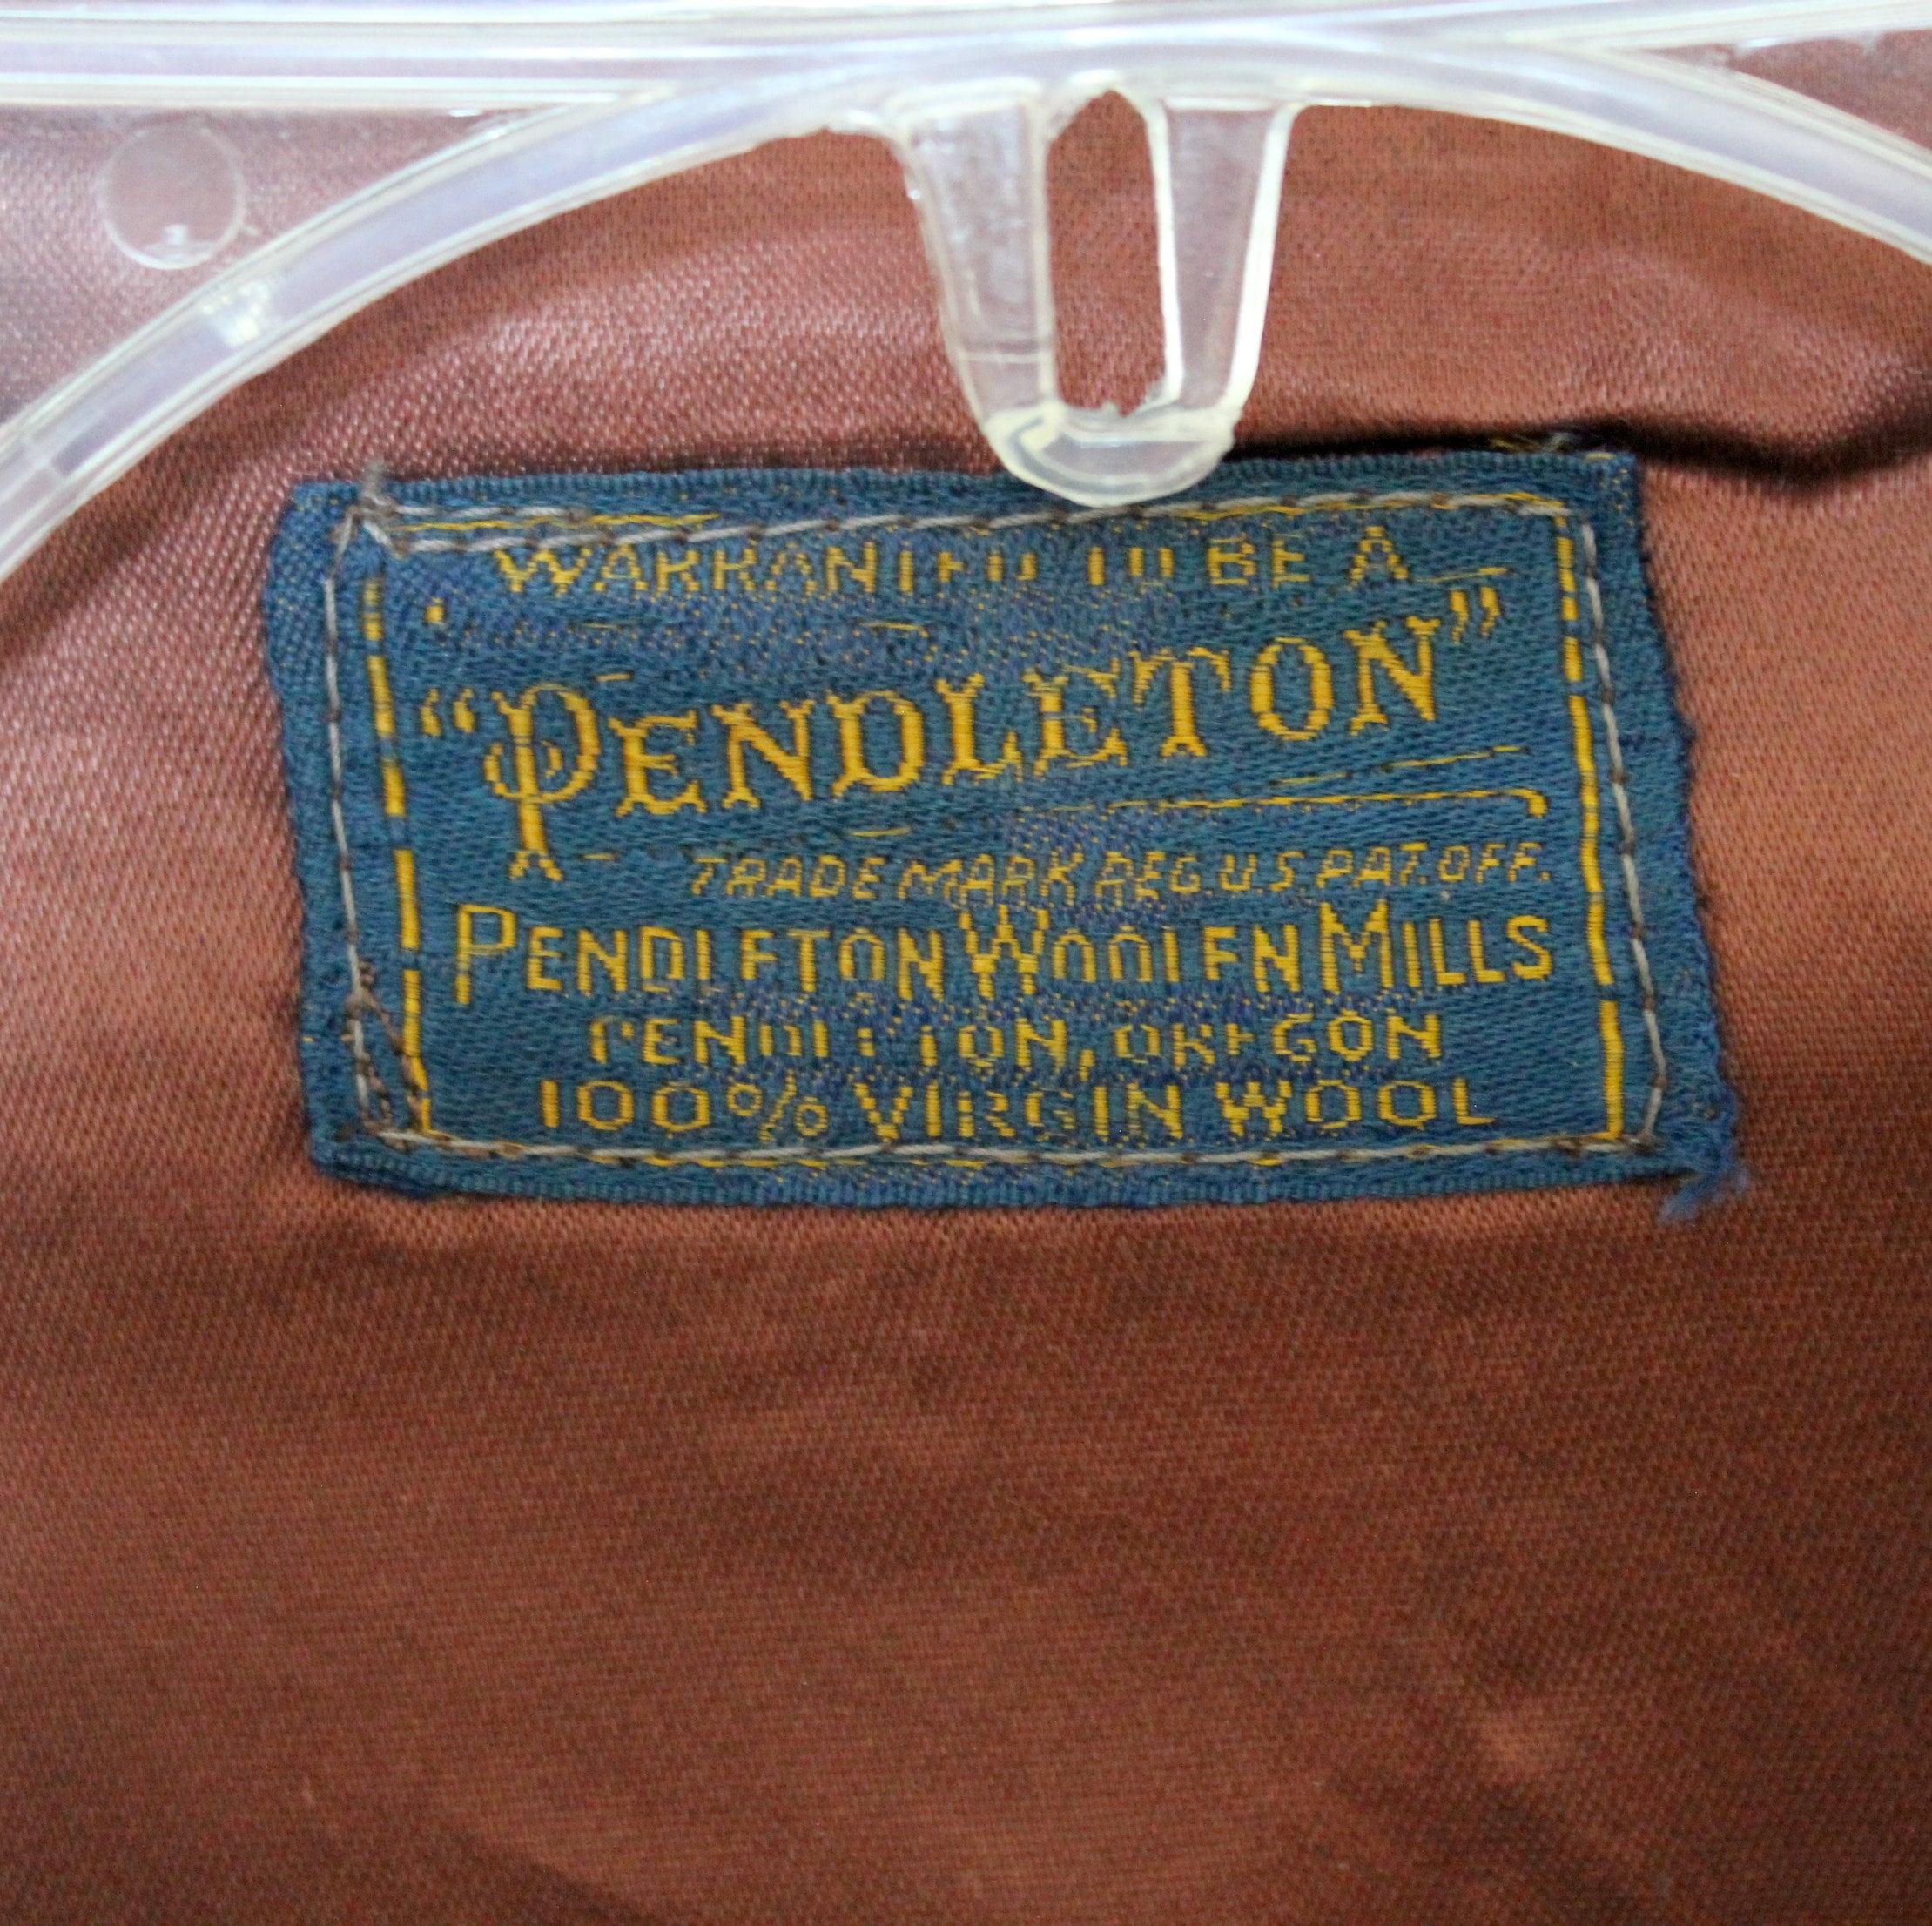 WARRANTED TO BE A
"PENDLETON"
TRADE MARK REG. U.S. PAT. OFF.
PENDLETON WOOLEN MILLS
PENDLETON, OREGON
100% VIRGIN WOOL